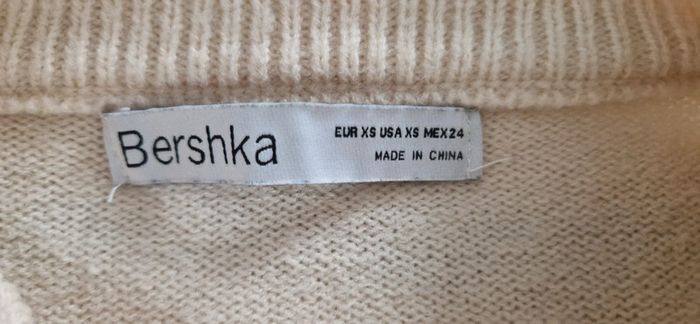 Bershka
EUR XS USA XS MEX 24
MADE IN CHINA